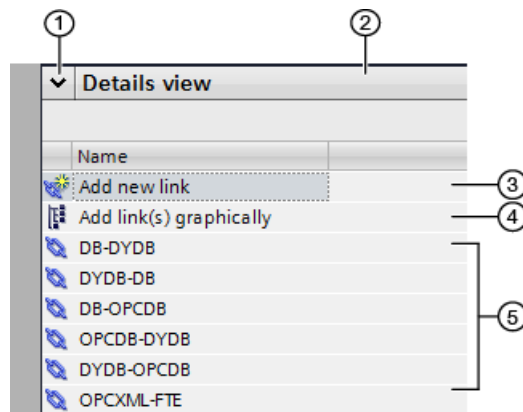 1 2
Details view
Name
Add new link 3
Add link(s) graphically 4
DB-DYDB
DYDB-DB
DB-OPCDB 5
OPCDB-DYDB
DYDB-OPCDB
OPCXML-FTE